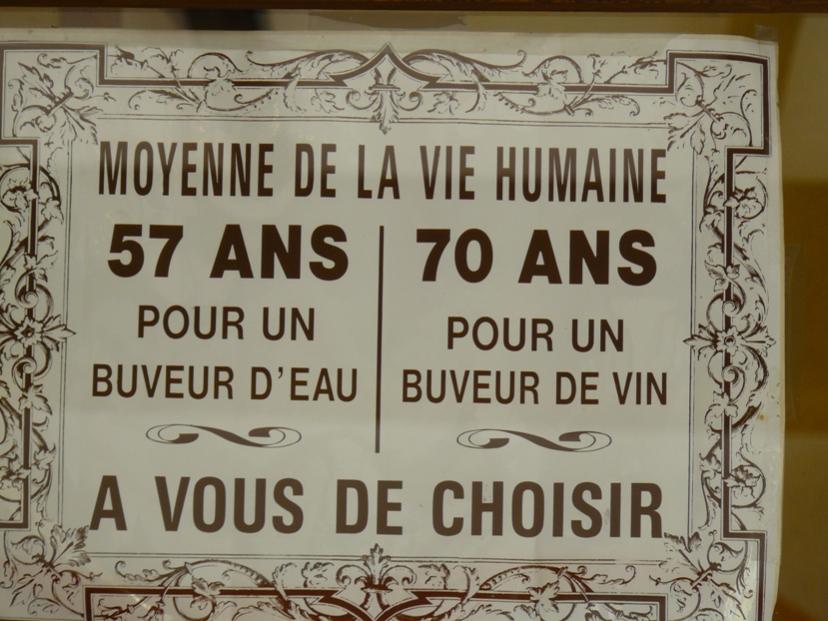 MOYENNE DE LA VIE HUMAINE
57 ANS
POUR UN
BUVEUR D'EAU
70 ANS
POUR UN
BUVEUR DE VIN
A VOUS DE CHOISIR